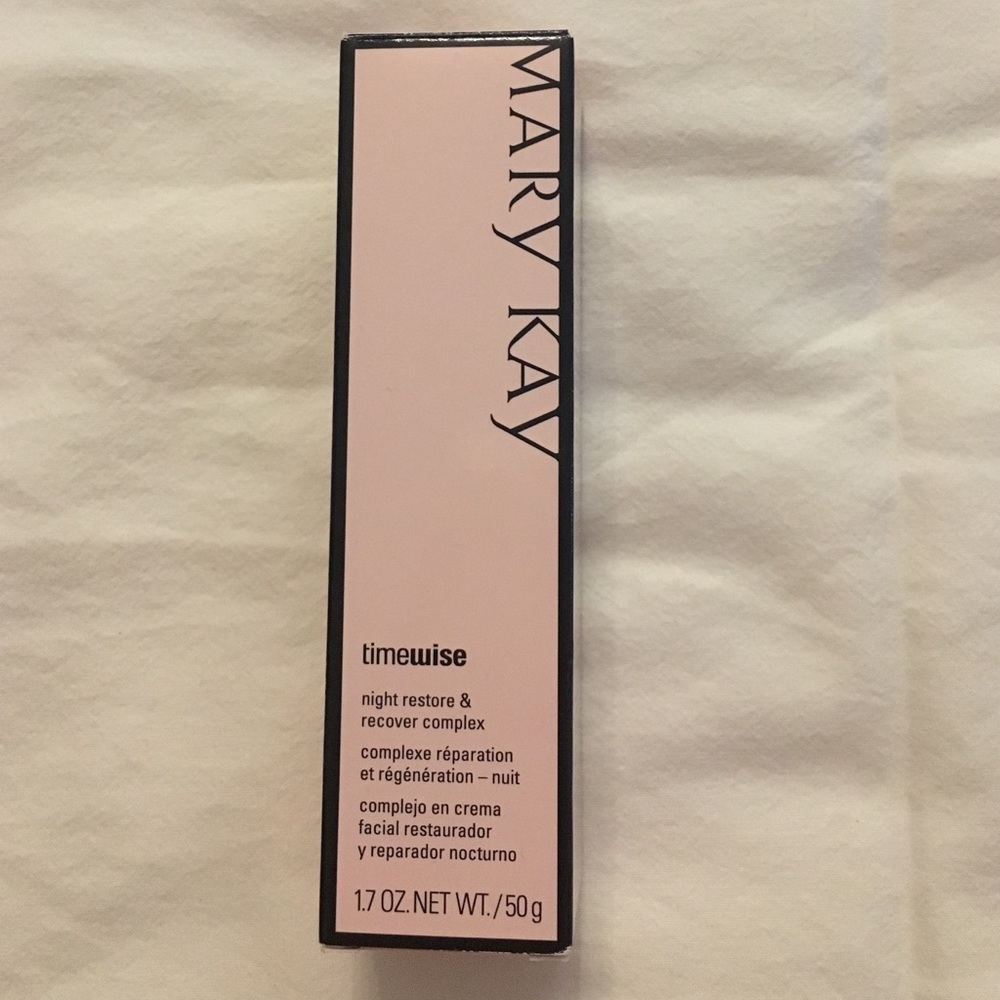 MARY KAY
timewise
night restore &
recover complex
complexe réparation
et régénération – nuit
complejo en crema
facial restaurador
y reparador nocturno
1.7 OZ. NET WT. / 50 g